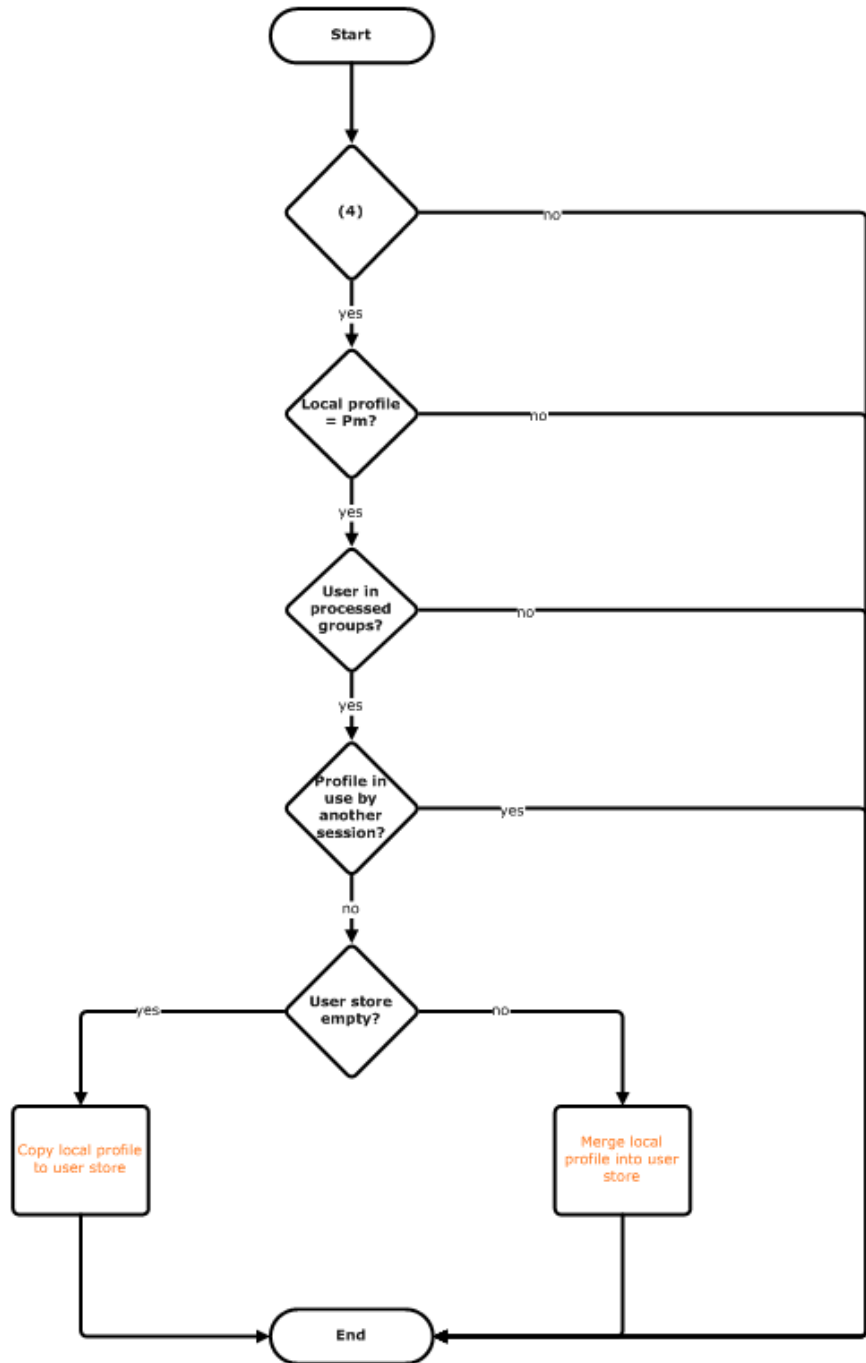 Start
(4)
no
yes
Local profile
= Pm?
no
yes
User in
processed
groups?
no
yes
Profile in
use by
another
session?
yes
no
User store
empty?
yes
no
Copy local profile
to user store
Merge local
profile into user
store
End